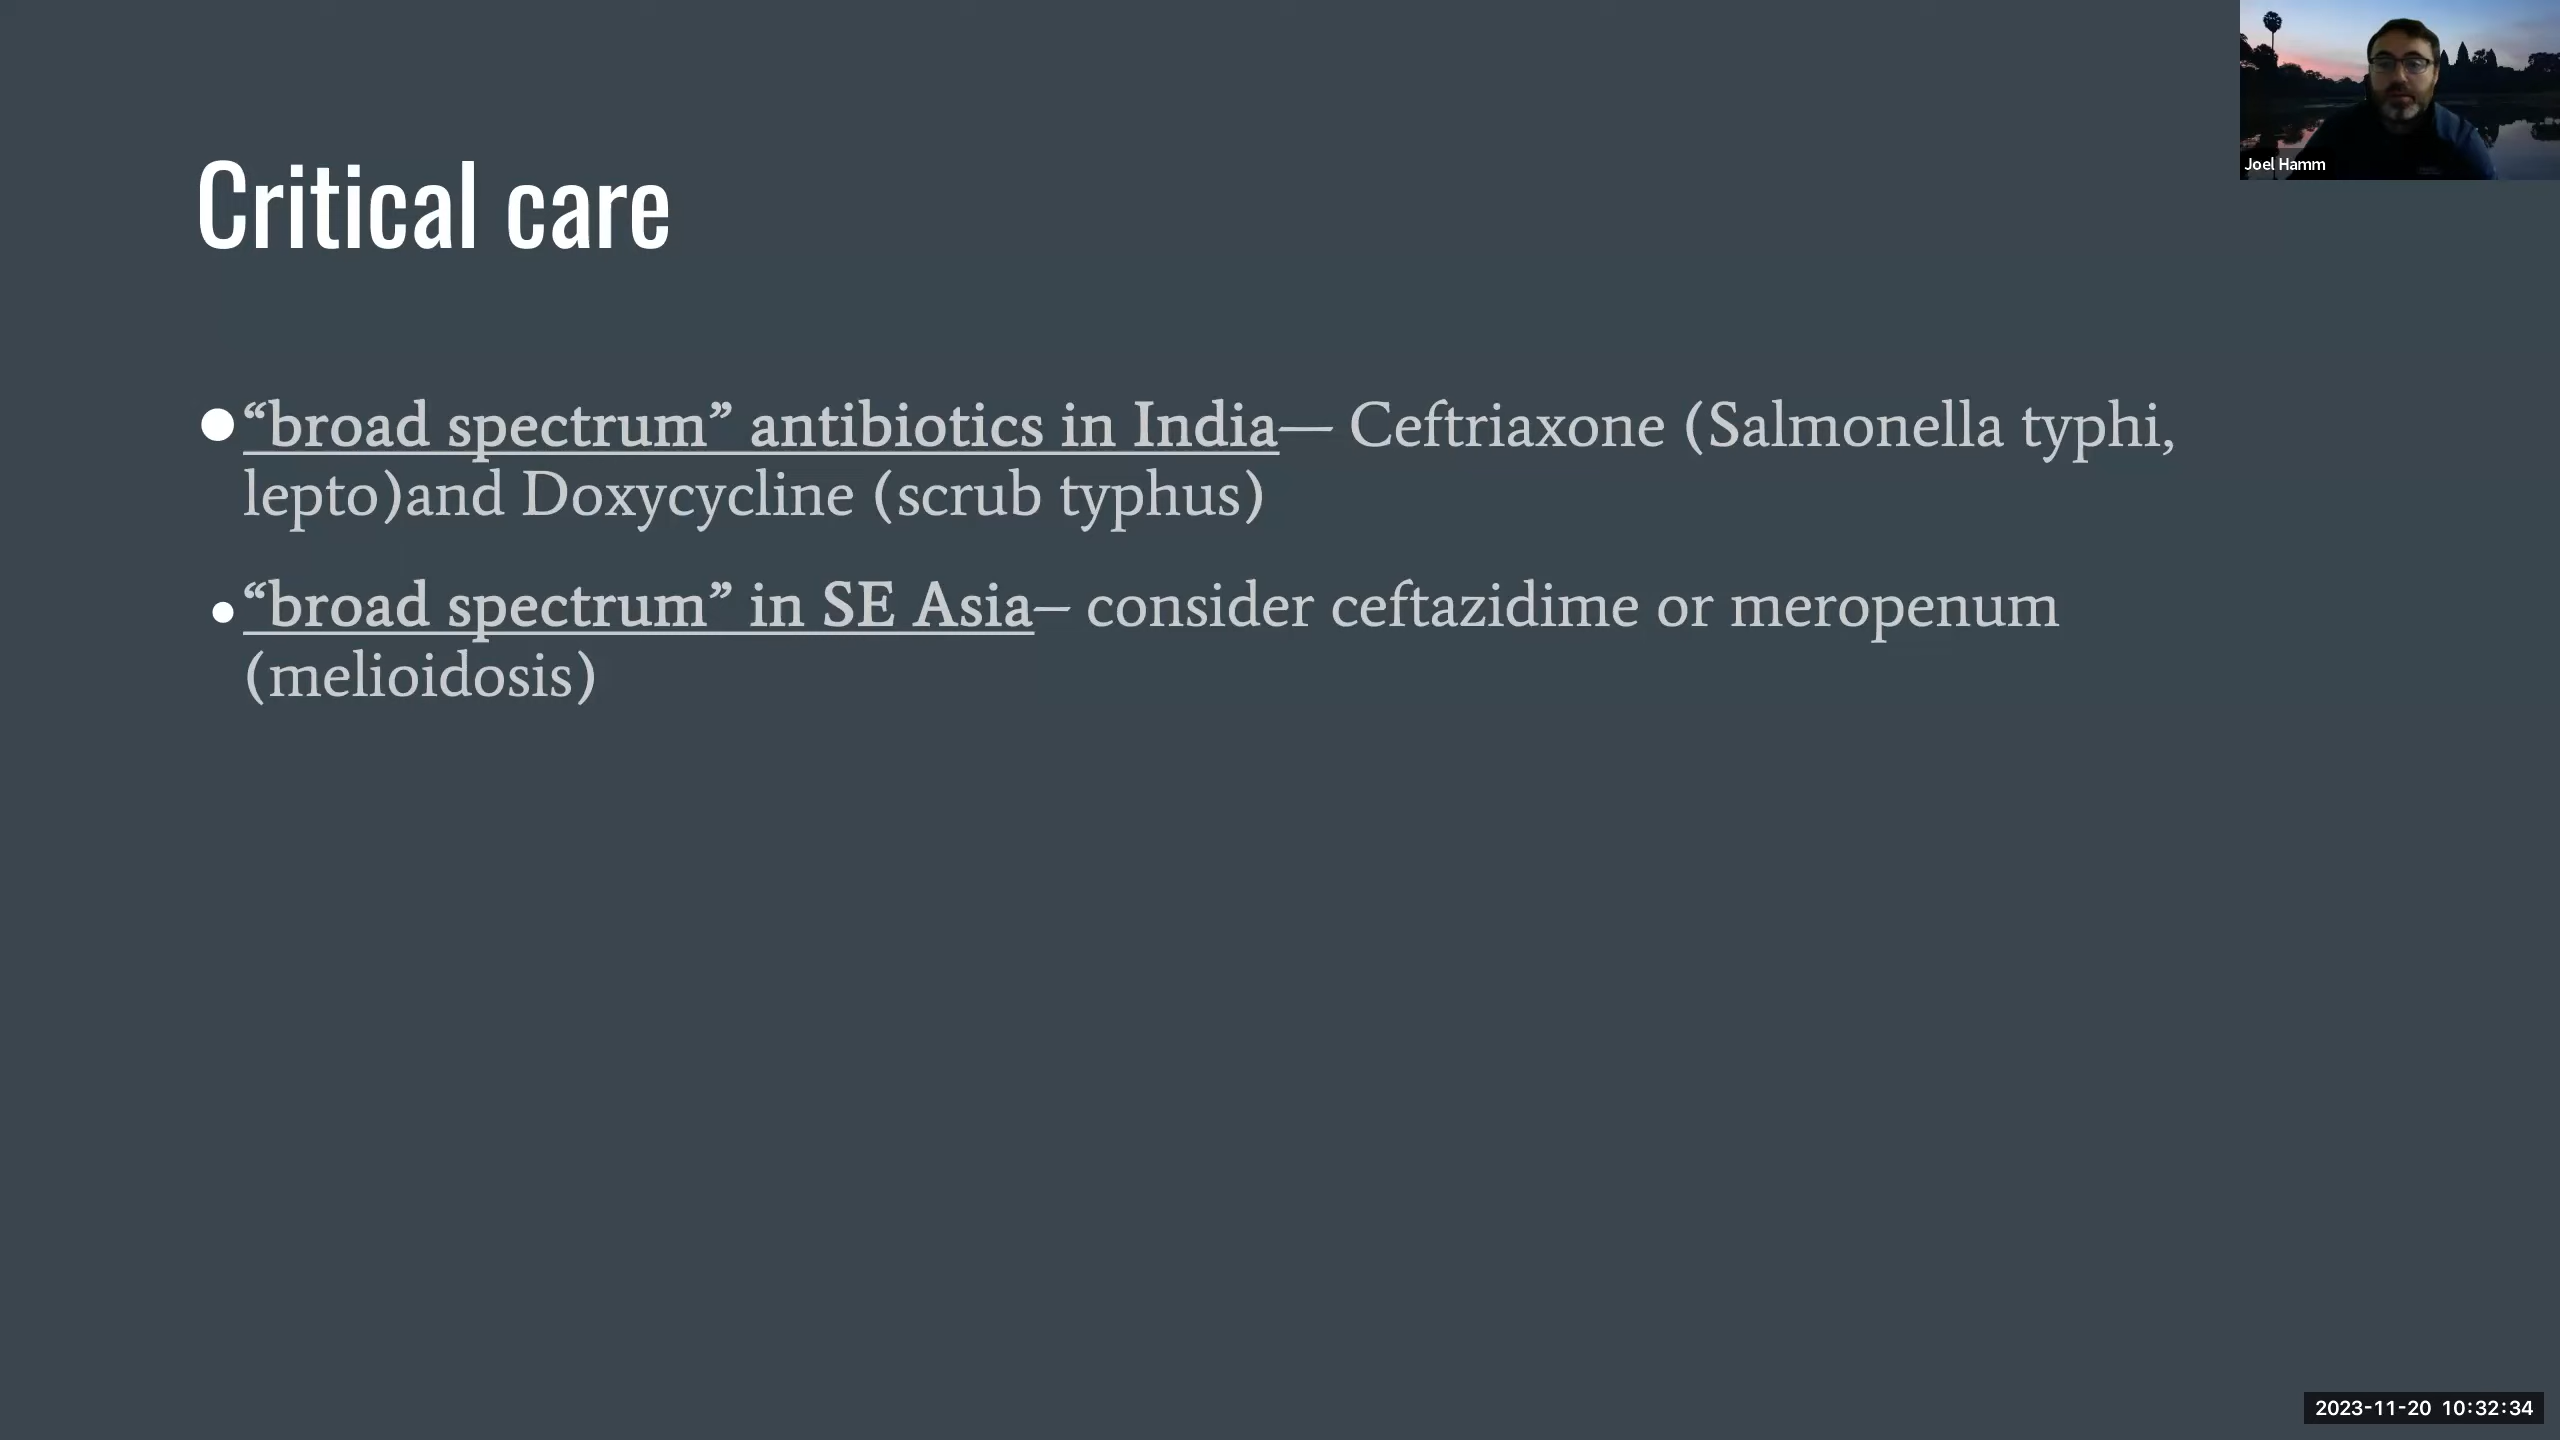 Joel Hamm
Critical care
●“broad spectrum” antibiotics in India— Ceftriaxone (Salmonella typhi,
lepto)and Doxycycline (scrub typhus)
•“broad spectrum” in SE Asia– consider ceftazidime or meropenum
(melioidosis)
2023-11-20 10:32:34